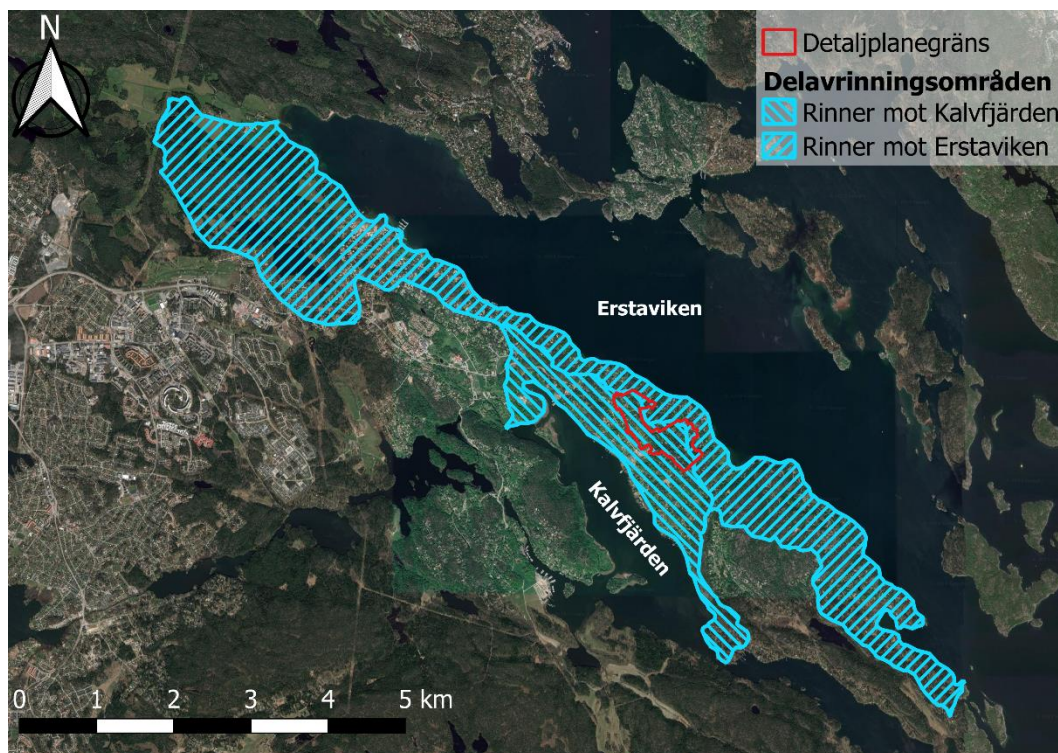 N
Detaljplanegräns
Delavrinningsområden
Rinner mot Kalvfjärden
Rinner mot Erstaviken
Erstaviken
Kalvfjärden
0 1 2 3 4 5 km